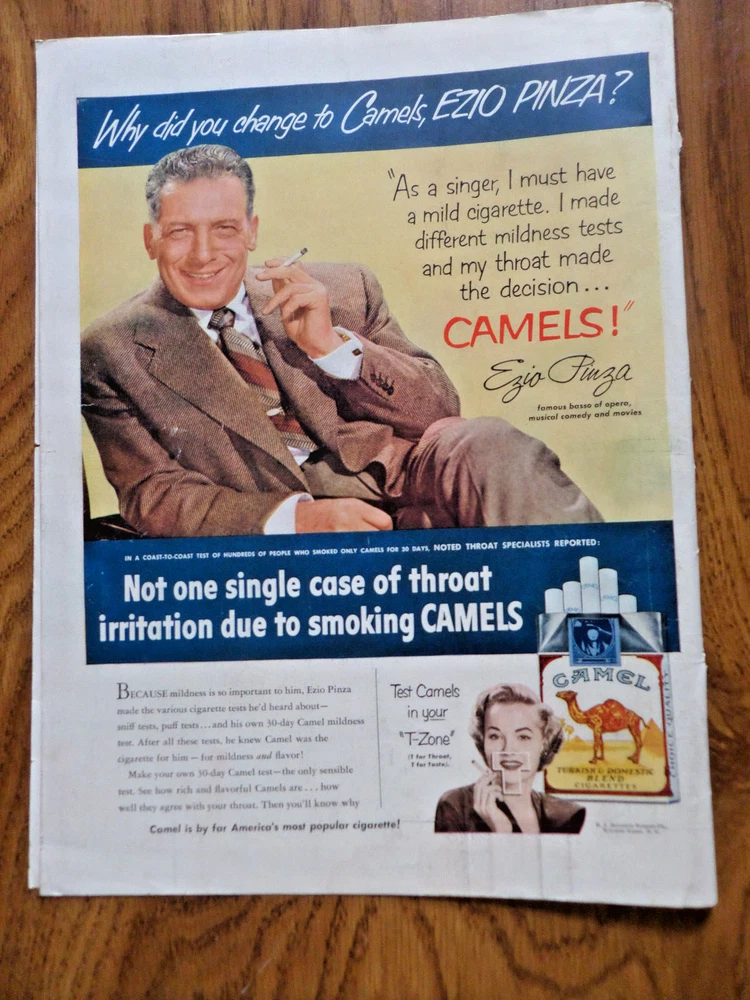 Why did you change to Camels, EZIO PINZA?
"As a singer, I must have
a mild cigarette. I made
different mildness tests
and my throat made
the decision...
CAMELS!"
Ezio Pinza
famous basso of opera,
musical comedy and movies
IN A COAST-TO-COAST TEST OF HUNDREDS OF PEOPLE WHO SMOKED ONLY CAMELS FOR 30 DAYS, NOTED THROAT SPECIALISTS REPORTED:
Not one single case of throat
irritation due to smoking CAMELS
BECAUSE mildness is so important to him, Ezio Pinza
made the various cigarette tests he'd heard about—
sniff tests, puff tests...and his own 30-day Camel mildness
test. After all these tests, he knew Camel was the
cigarette for him — for mildness and flavor!
Make your own 30-day Camel test—the only sensible
test. See how rich and flavorful Camels are...how
well they agree with your throat. Then you'll know why
Camel is by far America's most popular cigarette!
Test Camels
in your
"T-Zone"
(T for Throat,
T for Taste).
T
CAMEL
TURKISH & DOMESTIC
BLEND
CIGARETTES
CHOICE QUALITY